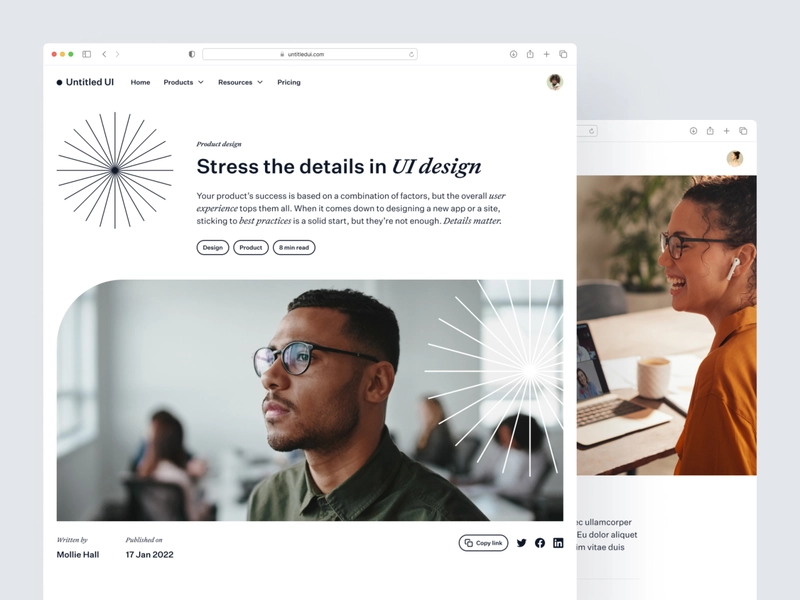 untitledui.com
Untitled UI Home Products Resources Pricing
Product design
Stress the details in UI design
Your product's success is based on a combination of factors, but the overall user
experience tops them all. When it comes down to designing a new app or a site,
sticking to best practices is a solid start, but they're not enough. Details matter.
Design Product 8 min read
Written by Published on
Mollie Hall 17 Jan 2022
Copy link
ec ullamcorper
Eu dolor aliquet
im vitae duis